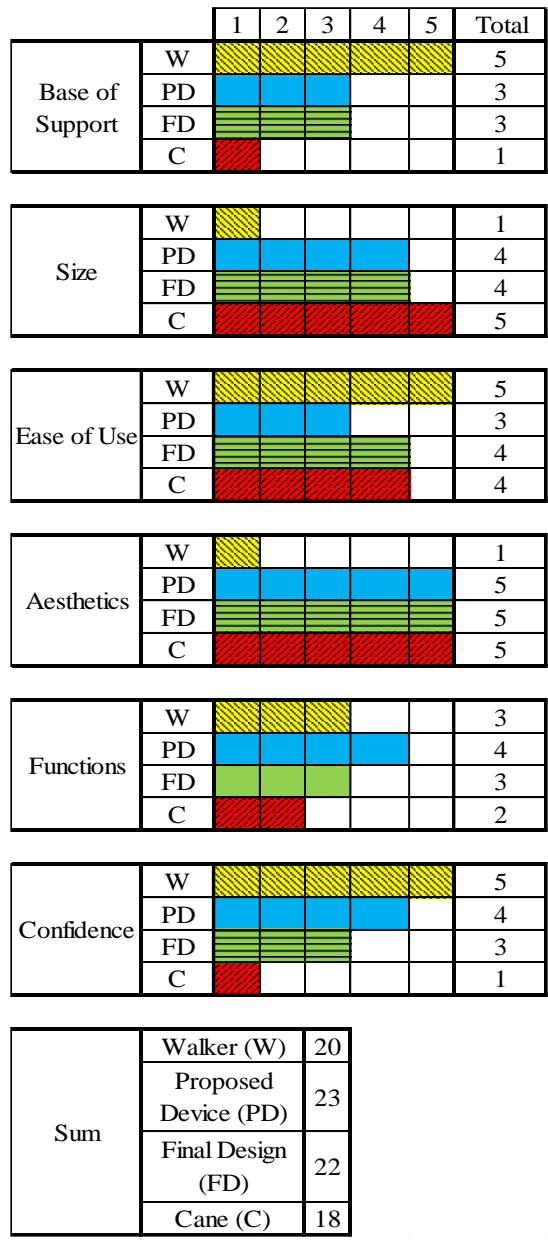 1 2 3 4 5 Total
Base of Support
W 5
PD 3
FD 3
C 1
Size
W 1
PD 4
FD 4
C 5
Ease of Use
W 5
PD 3
FD 4
C 4
Aesthetics
W 1
PD 5
FD 5
C 5
Functions
W 3
PD 4
FD 3
C 2
Confidence
W 5
PD 4
FD 3
C 1
Sum
Walker (W) 20
Proposed
Device (PD) 23
Final Design
(FD) 22
Cane (C) 18